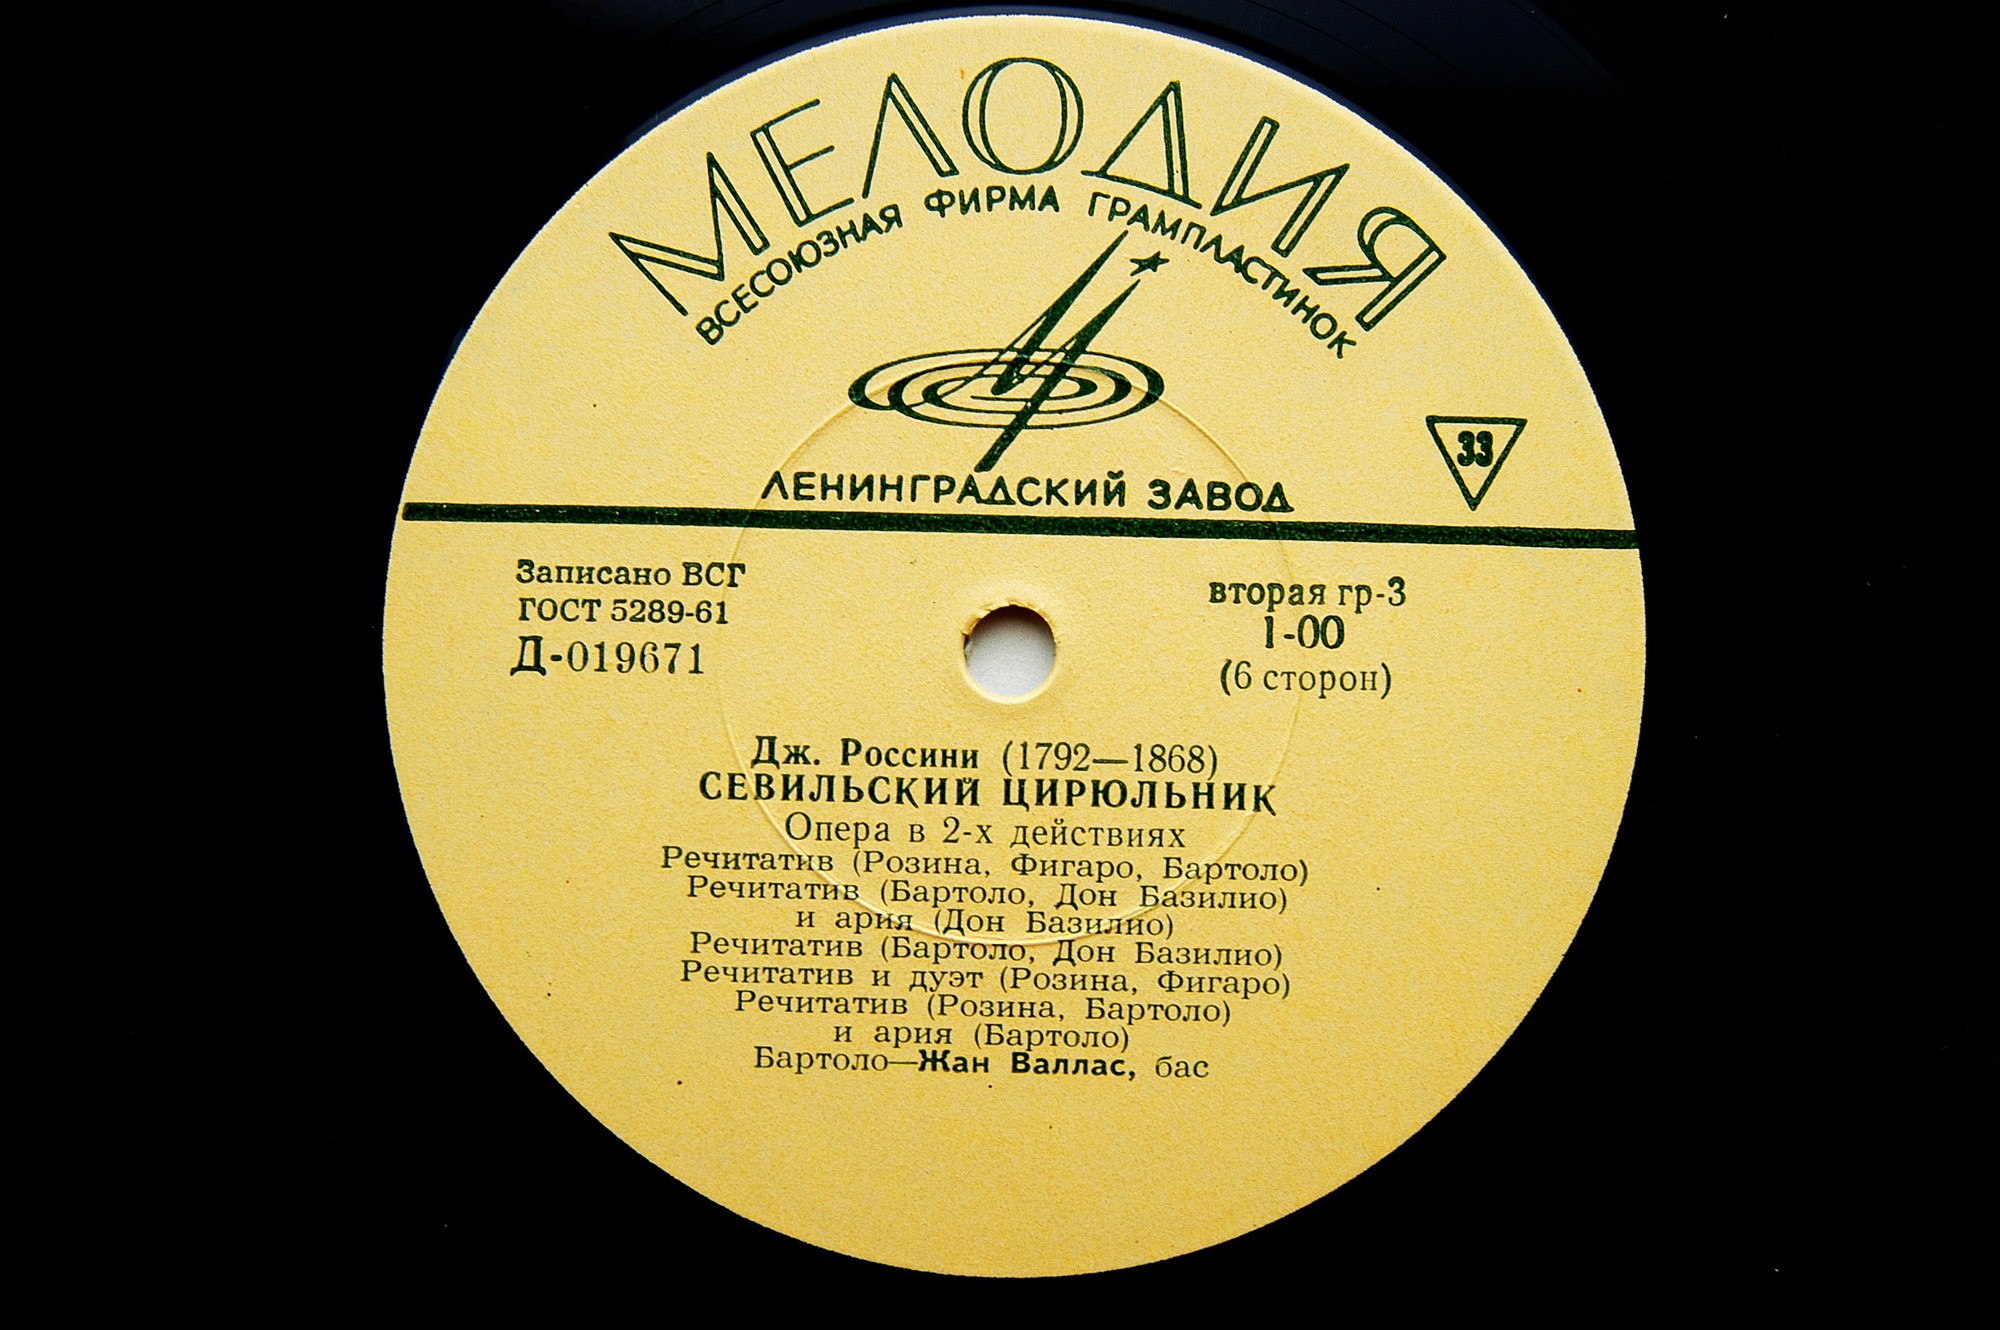 МЕЛОДИЯ
ВСЕСОЮЗНАЯ ФИРМА ГРАМПЛАСТИНОК
33
ЛЕНИНГРАДСКИЙ ЗАВОД
Записано ВСГ
ГОСТ 5289-61
Д-019671
вторая гр-3
1-00
(6 сторон)
Дж. Россини (1792—1868)
СЕВИЛЬСКИЙ ЦИРЮЛЬНИК
Опера в 2-х действиях
Речитатив (Розина, Фигаро, Бартоло)
Речитатив (Бартоло, Дон Базилио)
и ария (Дон Базилио)
Речитатив (Бартоло, Дон Базилио)
Речитатив и дуэт (Розина, Фигаро)
Речитатив (Розина, Бартоло)
и ария (Бартоло)
Бартоло—Жан Валлас, бас